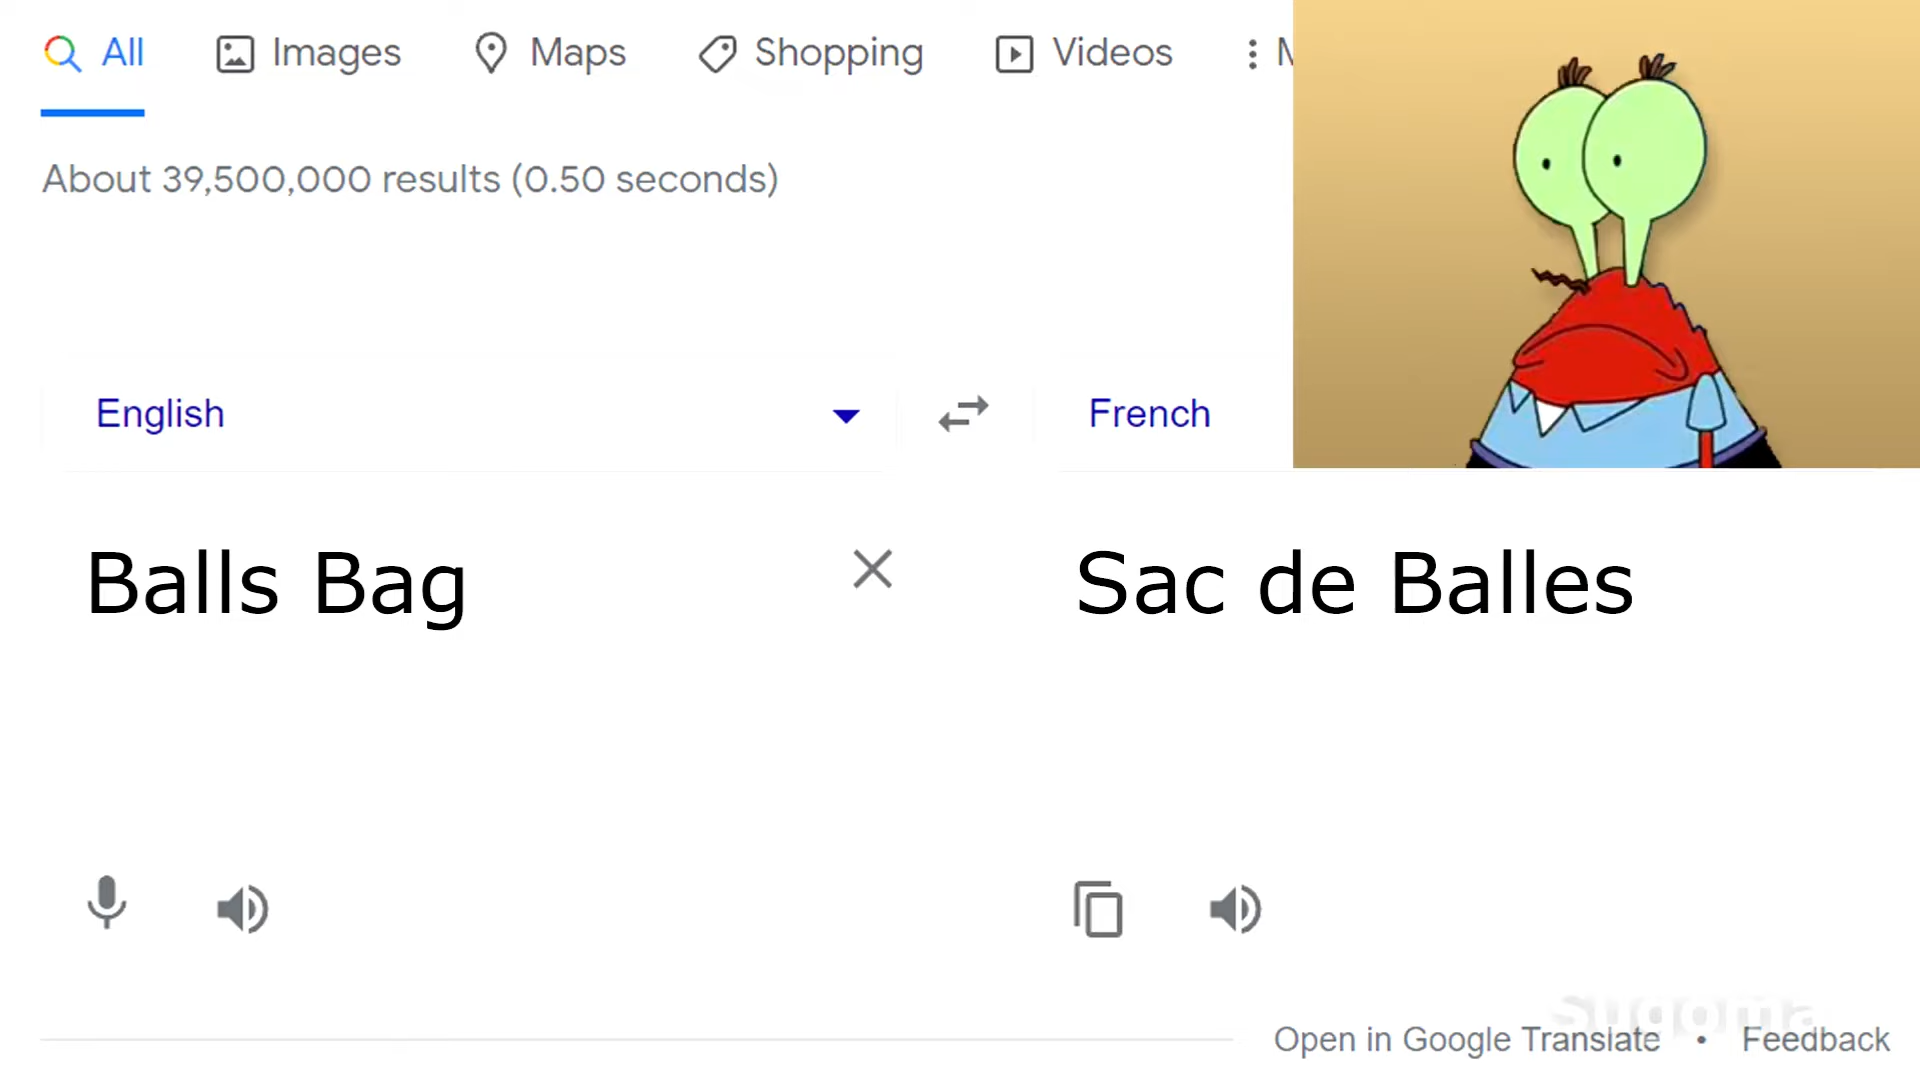 All Images Maps Shopping Videos
About 39,500,000 results (0.50 seconds)
English French
Balls Bag Sac de Balles
Sugoma
Open in Google Translate • Feedback